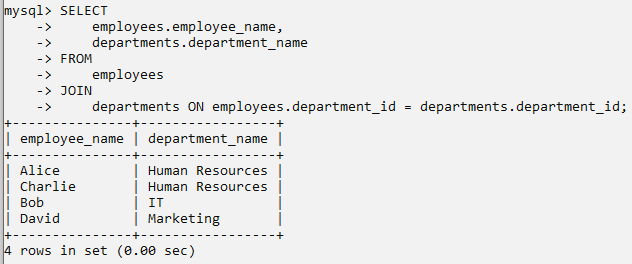 mysql> SELECT
    ->     employees.employee_name,
    ->     departments.department_name
    -> FROM
    ->     employees
    -> JOIN
    ->     departments ON employees.department_id = departments.department_id;
+---------------+-----------------+
| employee_name | department_name |
+---------------+-----------------+
| Alice         | Human Resources |
| Charlie       | Human Resources |
| Bob           | IT              |
| David         | Marketing       |
+---------------+-----------------+
4 rows in set (0.00 sec)